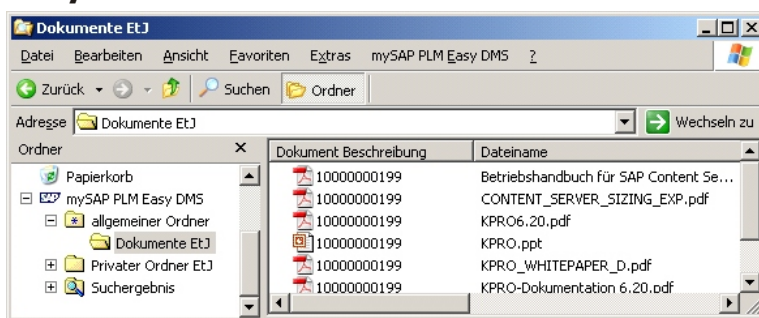 Dokumente EtJ
Datei Bearbeiten Ansicht Favoriten Extras mySAP PLM Easy DMS ?
Zurück Suchen Ordner
Adresse Dokumente EtJ Wechseln zu
Ordner
Papierkorb
mySAP PLM Easy DMS
allgemeiner Ordner
Dokumente EtJ
Privater Ordner EtJ
Suchergebnis
Dokument Beschreibung Dateiname
10000000199 Betriebshandbuch für SAP Content Se...
10000000199 CONTENT_SERVER_SIZING_EXP.pdf
10000000199 KPRO6.20.pdf
10000000199 KPRO.ppt
10000000199 KPRO_WHITEPAPER_D.pdf
10000000199 KPRO-Dokumentation 6.20.pdf